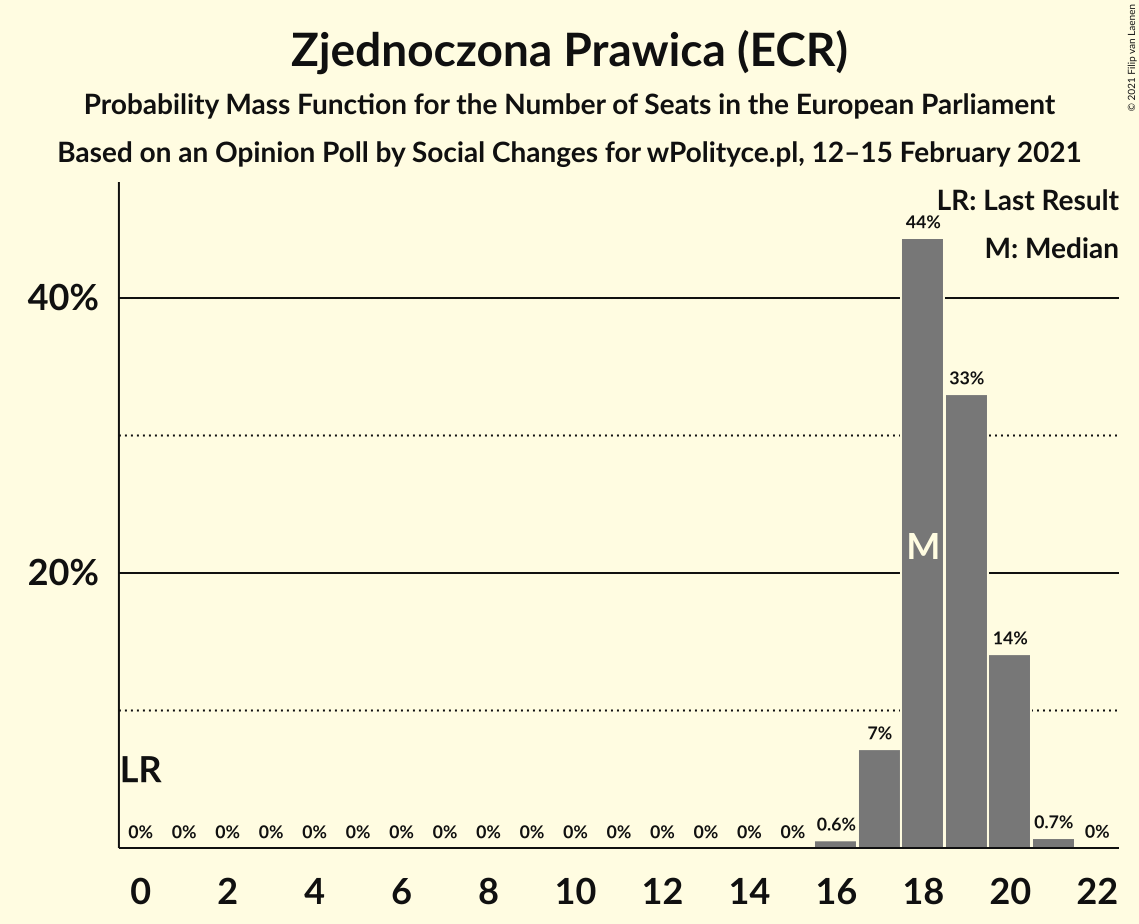 Zjednoczona Prawica (ECR)
Probability Mass Function for the Number of Seats in the European Parliament
Based on an Opinion Poll by Social Changes for wPolityce.pl, 12–15 February 2021
© 2021 Filip van Laenen
LR: Last Result
M: Median
40%
20%
44%
33%
M
14%
7%
LR
0% 0% 0% 0% 0% 0% 0% 0% 0% 0% 0% 0% 0% 0% 0% 0% 0.6% 0.7% 0%
0 2 4 6 8 10 12 14 16 18 20 22